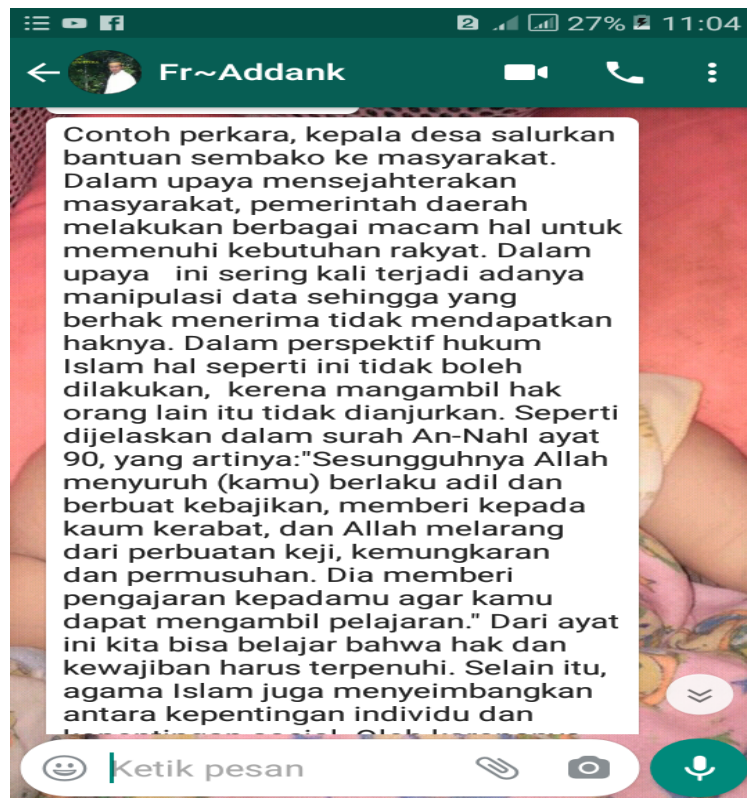 2 27% 11:04
Fr~Addank
Contoh perkara, kepala desa salurkan
bantuan sembako ke masyarakat.
Dalam upaya mensejahterakan
masyarakat, pemerintah daerah
melakukan berbagai macam hal untuk
memenuhi kebutuhan rakyat. Dalam
upaya   ini sering kali terjadi adanya
manipulasi data sehingga yang
berhak menerima tidak mendapatkan
haknya. Dalam perspektif hukum
Islam hal seperti ini tidak boleh
dilakukan,  kerena mangambil hak
orang lain itu tidak dianjurkan. Seperti
dijelaskan dalam surah An-Nahl ayat
90, yang artinya:"Sesungguhnya Allah
menyuruh (kamu) berlaku adil dan
berbuat kebajikan, memberi kepada
kaum kerabat, dan Allah melarang
dari perbuatan keji, kemungkaran
dan permusuhan. Dia memberi
pengajaran kepadamu agar kamu
dapat mengambil pelajaran." Dari ayat
ini kita bisa belajar bahwa hak dan
kewajiban harus terpenuhi. Selain itu,
agama Islam juga menyeimbangkan
antara kepentingan individu dan
Ketik pesan